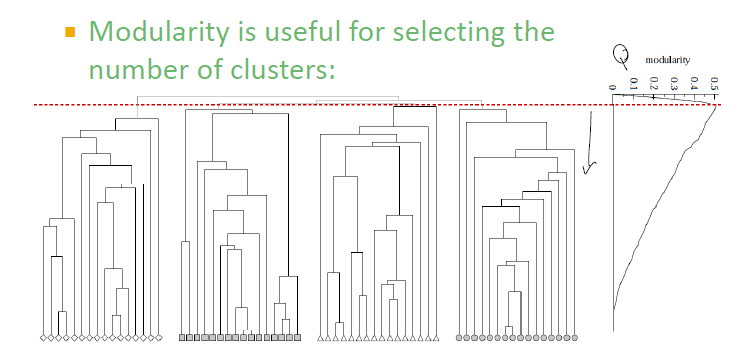 Modularity is useful for selecting the
number of clusters:
Q
modularity
0
0.1
0.2
0.3
0.4
0.5